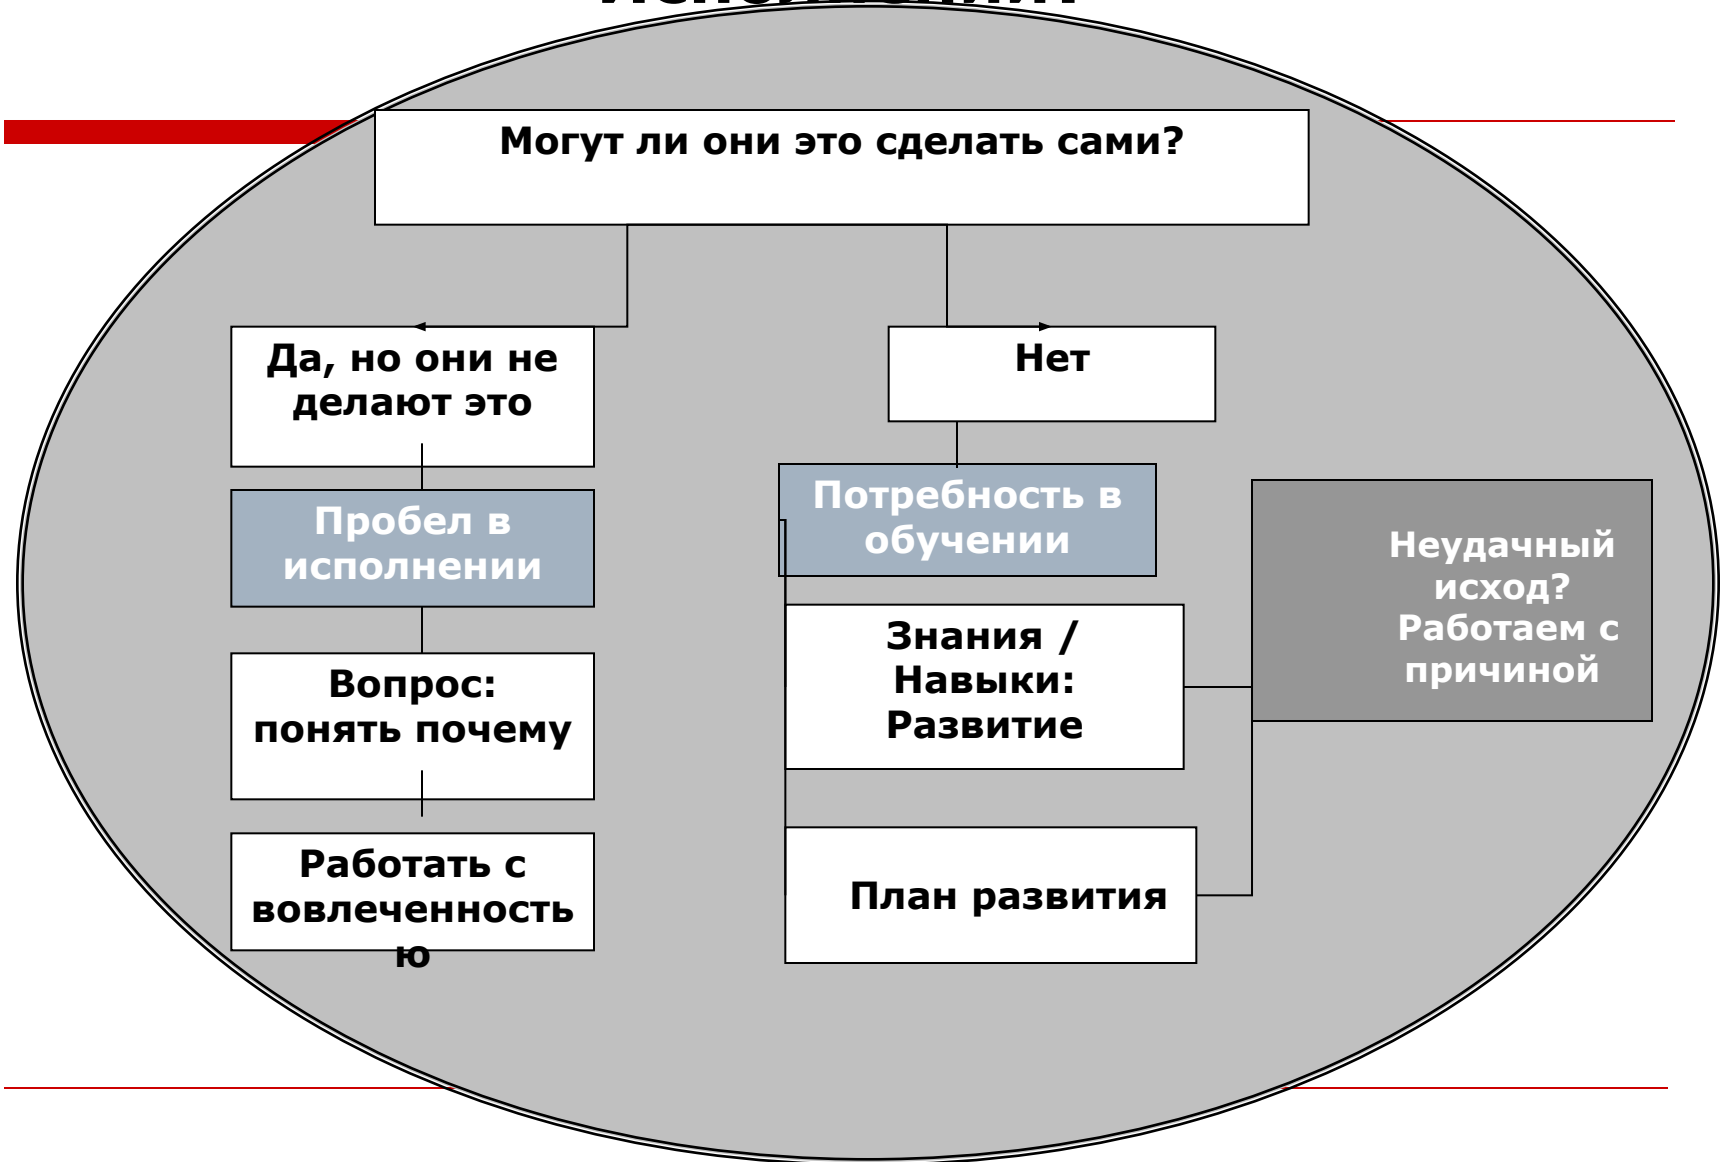 Могут ли они это сделать сами?
Да, но они не
делают это
Нет
Пробел в
исполнении
Потребность в
обучении
Неудачный
исход?
Работаем с
причиной
Вопрос:
понять почему
Знания /
Навыки:
Развитие
Работать с
вовлеченность
ю
План развития